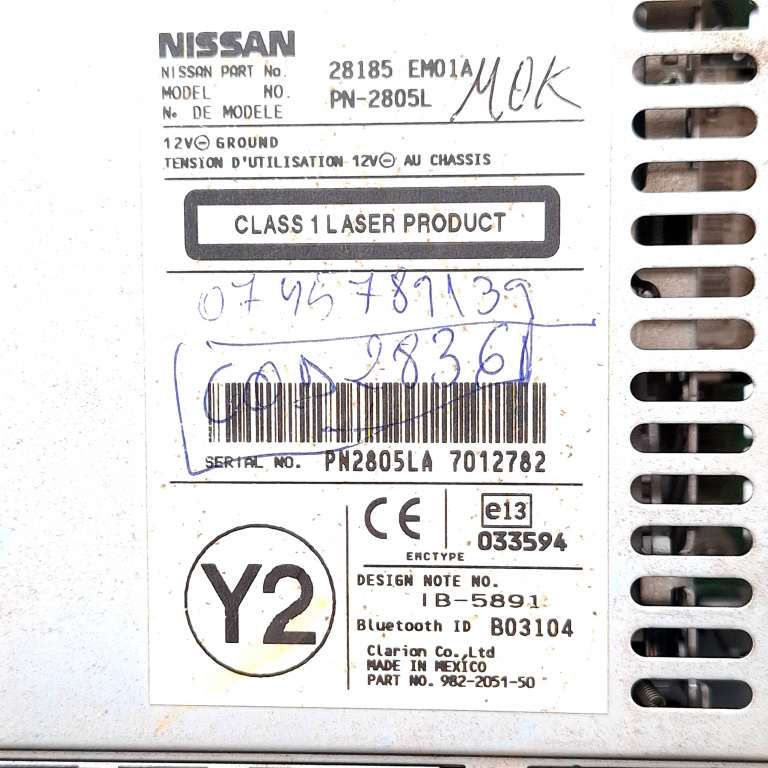 NISSAN
NISSAN PART No. 28185 EM01A
MODEL NO. PN-2805L MOK
No DE MODELE
12V⊖ GROUND
TENSION D'UTILISATION 12V⊖ AU CHASSIS
CLASS 1 LASER PRODUCT
0745789139
COD 2836
SERIAL NO. PN2805LA 7012782
Y2
CE
e13
033594
EMCTYPE
DESIGN NOTE NO.
IB-5891
Bluetooth ID B03104
Clarion Co.,Ltd
MADE IN MEXICO
PART NO. 982-2051-50